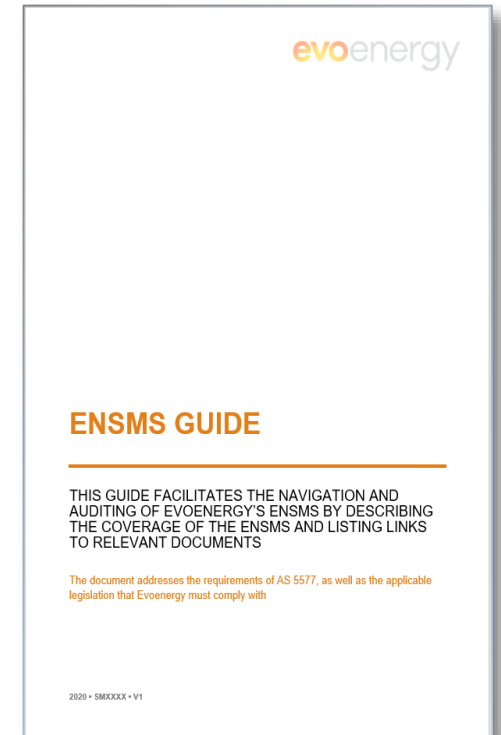 evoenergy
ENSMS GUIDE
THIS GUIDE FACILITATES THE NAVIGATION AND
AUDITING OF EVOENERGY'S ENSMS BY DESCRIBING
THE COVERAGE OF THE ENSMS AND LISTING LINKS
TO RELEVANT DOCUMENTS
The document addresses the requirements of AS 5577, as well as the applicable
legislation that Evoenergy must comply with
2020 • SMXXXX • V1